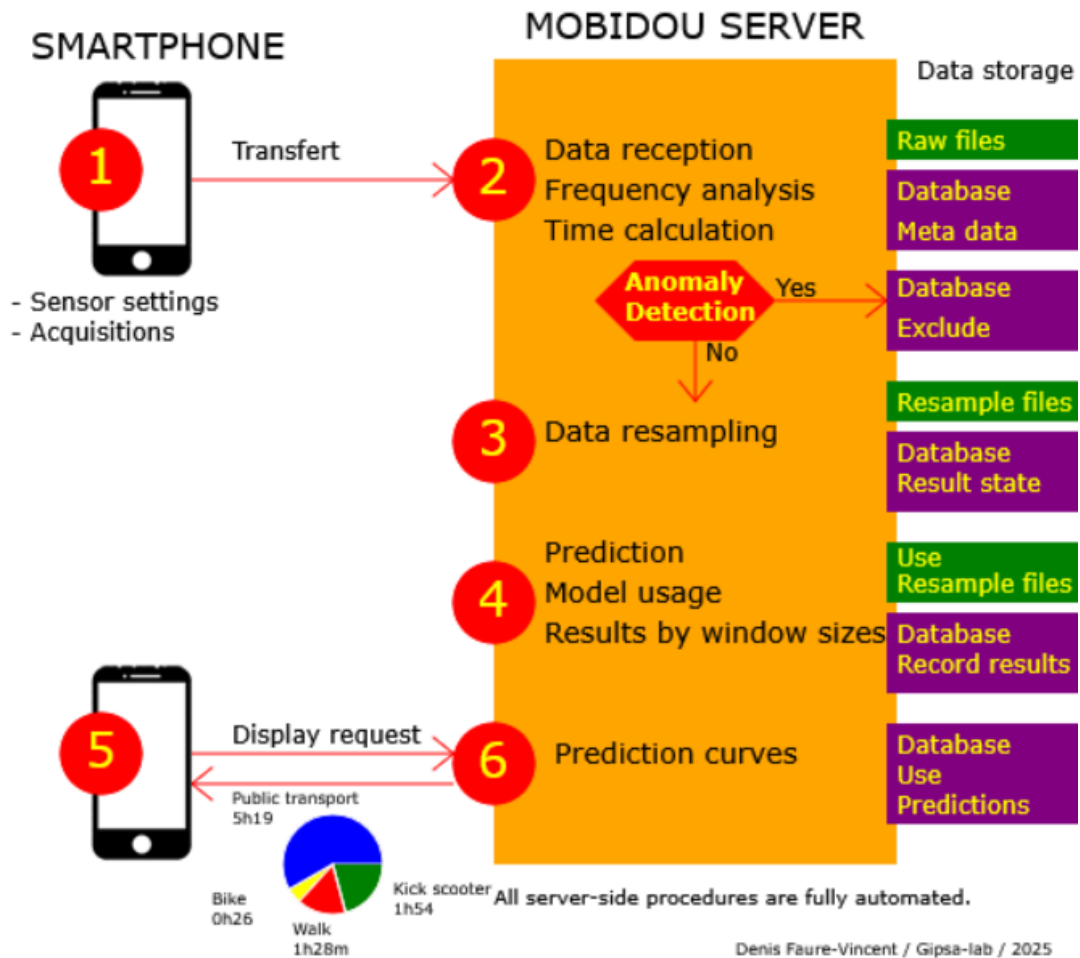 SMARTPHONE
MOBIDOU SERVER
Data storage
1
Transfert
2
Data reception
Frequency analysis
Time calculation
Raw files
Database
Meta data
- Sensor settings
- Acquisitions
Anomaly
Detection
Yes
No
Database
Exclude
3
Data resampling
Resample files
Database
Result state
4
Prediction
Model usage
Results by window sizes
Use
Resample files
Database
Record results
5
Display request
6
Prediction curves
Database
Use
Predictions
Public transport
5h19
Bike
0h26
Walk
1h28m
Kick scooter
1h54
All server-side procedures are fully automated.
Denis Faure-Vincent / Gipsa-lab / 2025